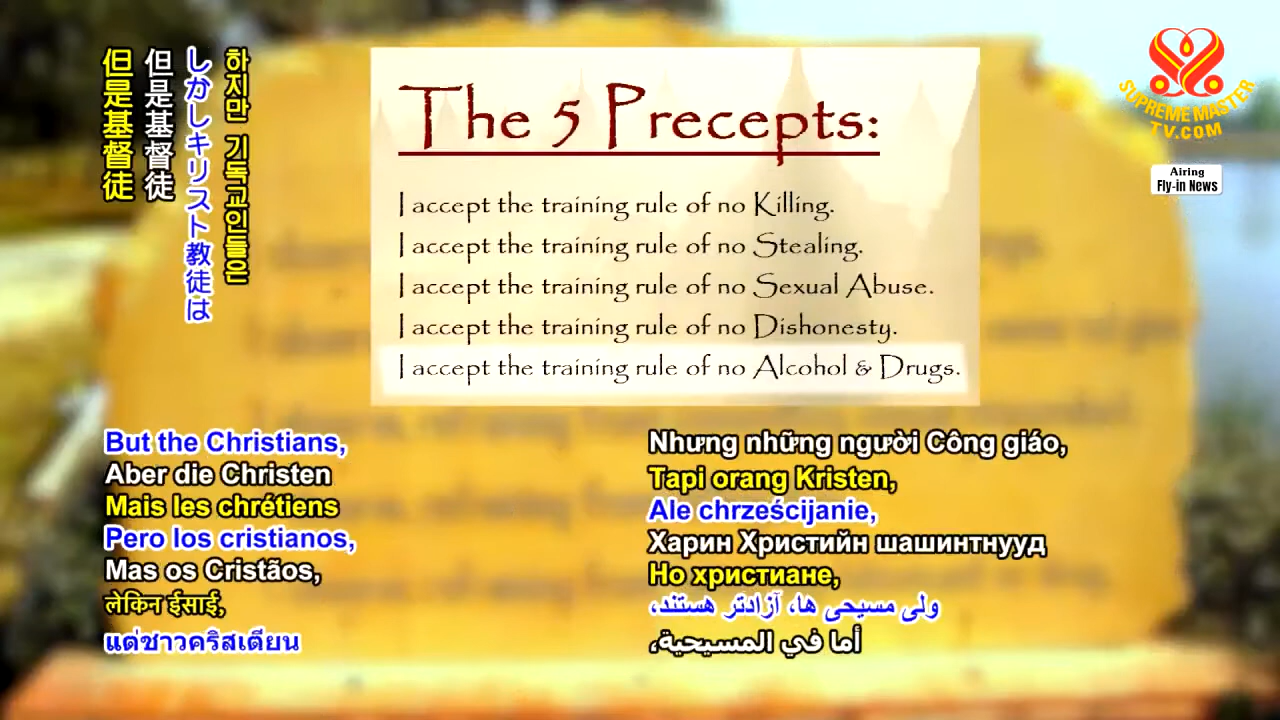 The 5 Precepts:
I accept the training rule of no Killing.
I accept the training rule of no Stealing.
I accept the training rule of no Sexual Abuse.
I accept the training rule of no Dishonesty.
I accept the training rule of no Alcohol & Drugs.
SUPREME MASTER
TV.COM
Airing
Fly-in News
하지만 기독교인들은
しかしキリスト教徒は
但是基督徒
但是基督徒
But the Christians,
Aber die Christen
Mais les chrétiens
Pero los cristianos,
Mas os Cristãos,
लेकिन ईसाई,
แต่ชาวคริสเตียน
Nhưng những người Công giáo,
Tapi orang Kristen,
Ale chrześcijanie,
Харин Христийн шашинтнууд
Но христиане,
ولی مسیحی ها، آزادتر هستند،
أما في المسيحية،